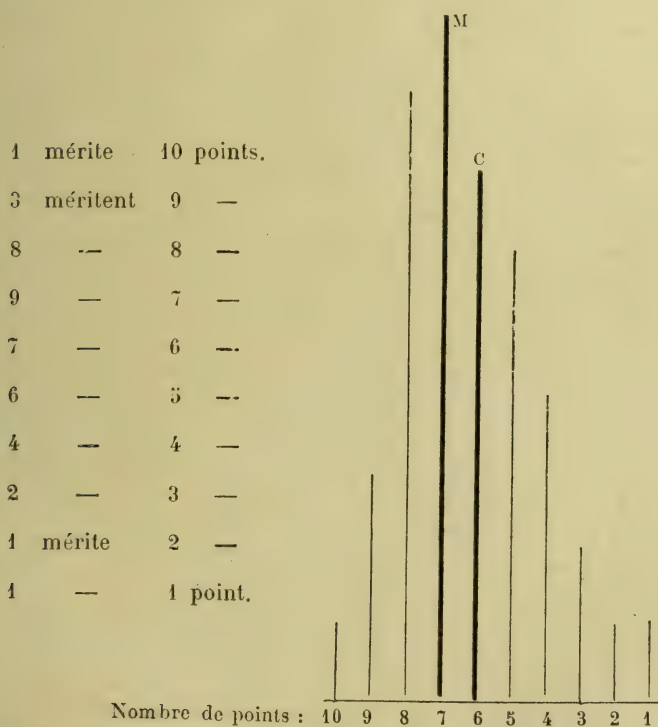 M
C
1 mérite 10 points.
3 méritent 9 —
8 — 8 —
9 — 7 —
7 — 6 —
6 — 5 —
4 — 4 —
2 — 3 —
1 mérite 2 —
1 — 1 point.
Nombre de points : 10 9 8 7 6 5 4 3 2 1